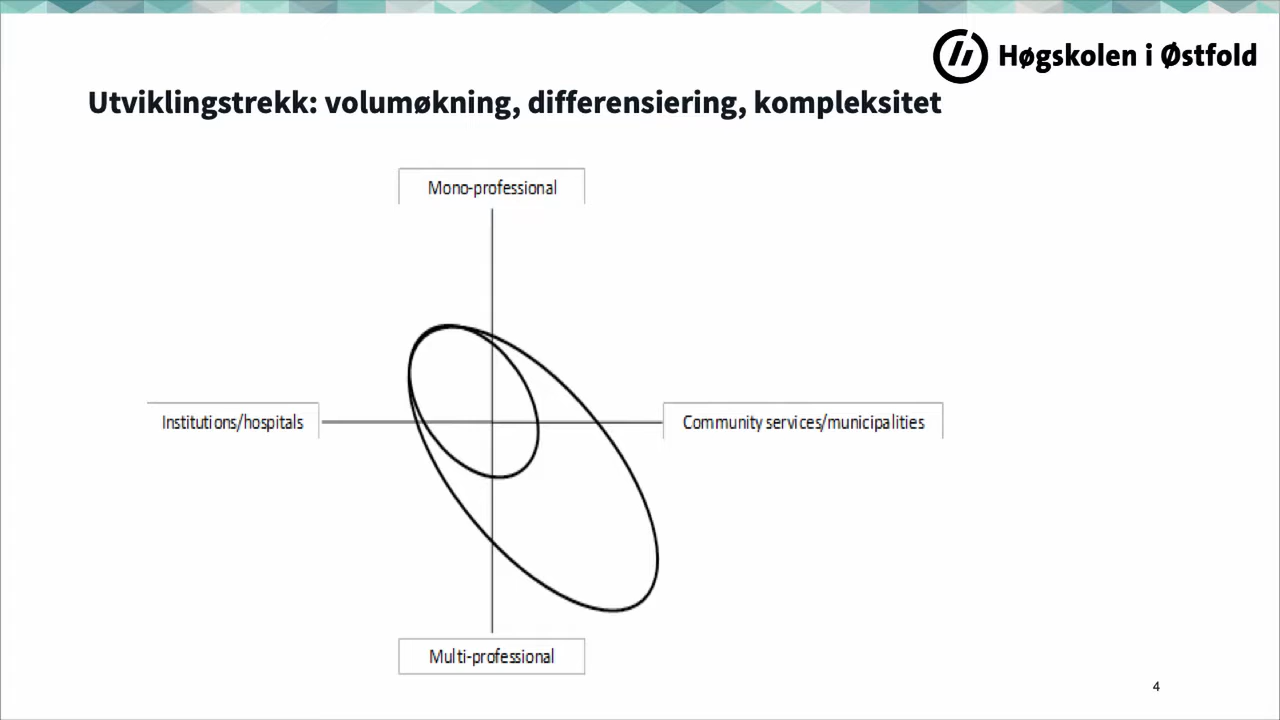 Høgskolen i Østfold
Utviklingstrekk: volumøkning, differensiering, kompleksitet
Mono-professional
Institutions/hospitals
Community services/municipalities
Multi-professional
4